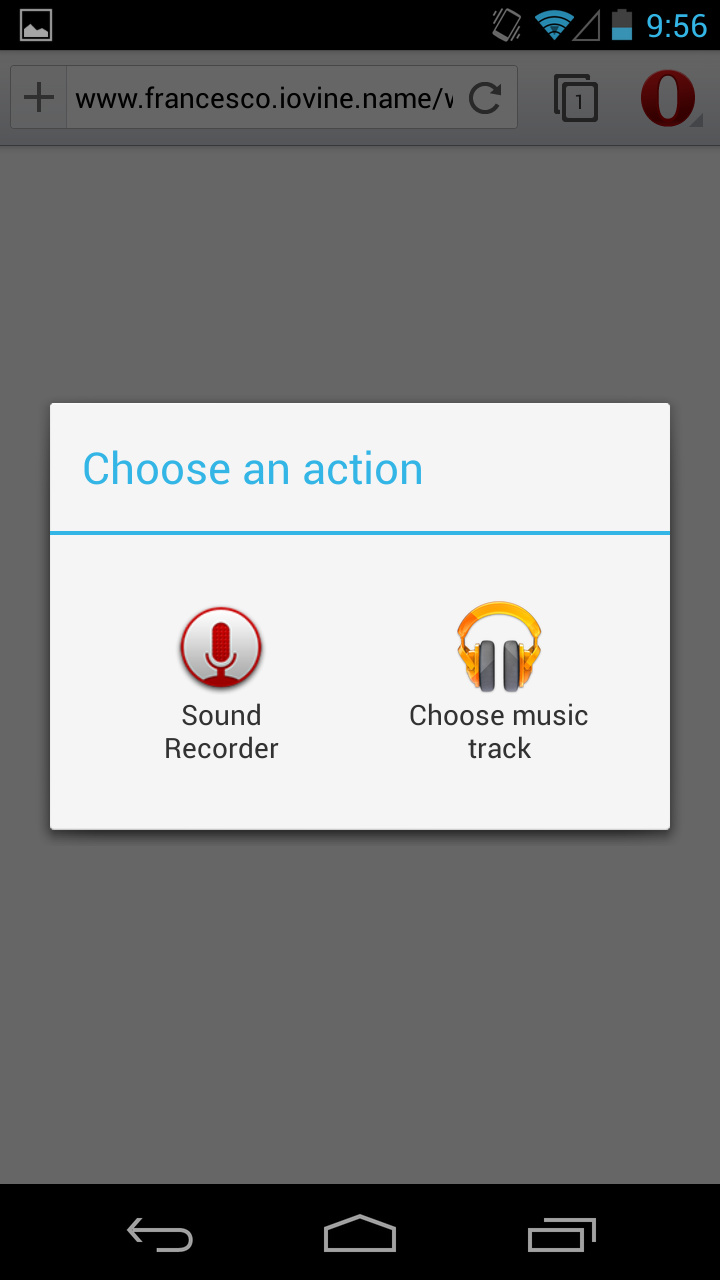 9:56
www.francesco.iovine.name/
1
Choose an action
Sound
Recorder
Choose music
track